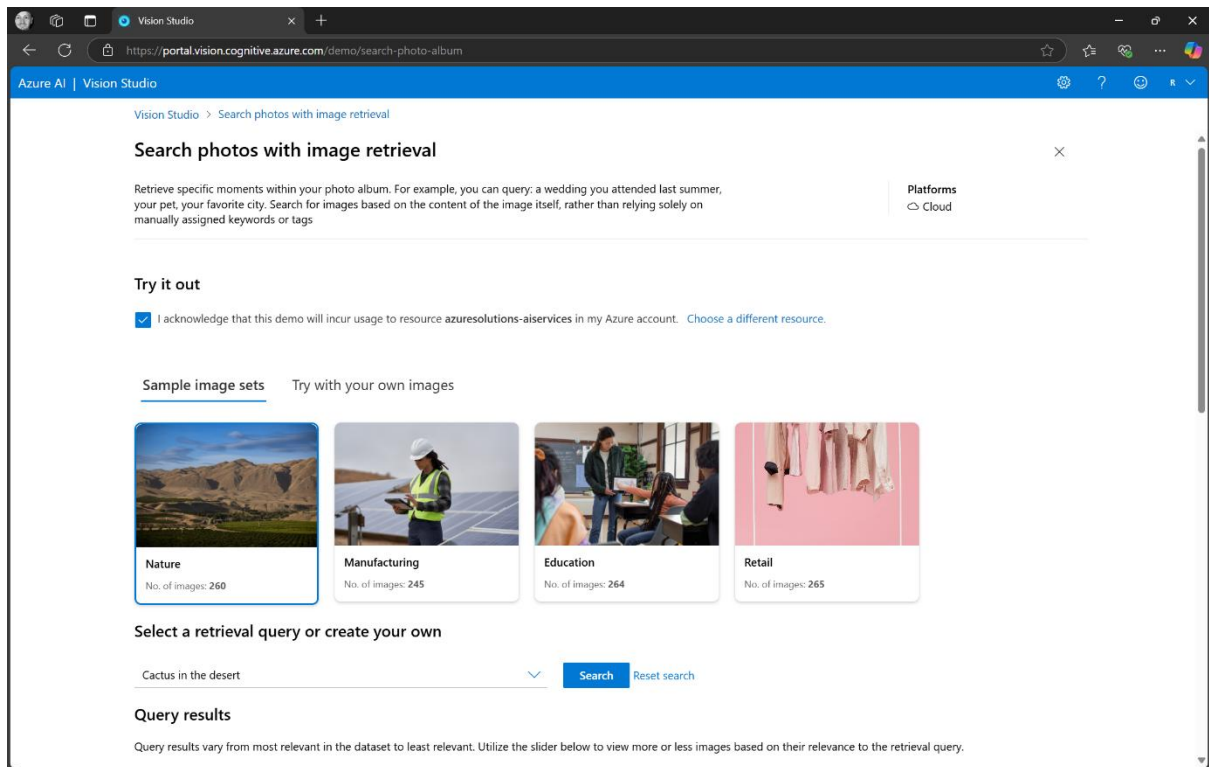 Vision Studio
https://portal.vision.cognitive.azure.com/demo/search-photo-album
Azure AI | Vision Studio
R
Vision Studio > Search photos with image retrieval
Search photos with image retrieval
Retrieve specific moments within your photo album. For example, you can query: a wedding you attended last summer,
your pet, your favorite city. Search for images based on the content of the image itself, rather than relying solely on
manually assigned keywords or tags
Platforms
Cloud
Try it out
I acknowledge that this demo will incur usage to resource azuresolutions-aiservices in my Azure account. Choose a different resource.
Sample image sets Try with your own images
Nature
No. of images: 260
Manufacturing
No. of images: 245
Education
No. of images: 264
Retail
No. of images: 265
Select a retrieval query or create your own
Cactus in the desert
Search Reset search
Query results
Query results vary from most relevant in the dataset to least relevant. Utilize the slider below to view more or less images based on their relevance to the retrieval query.